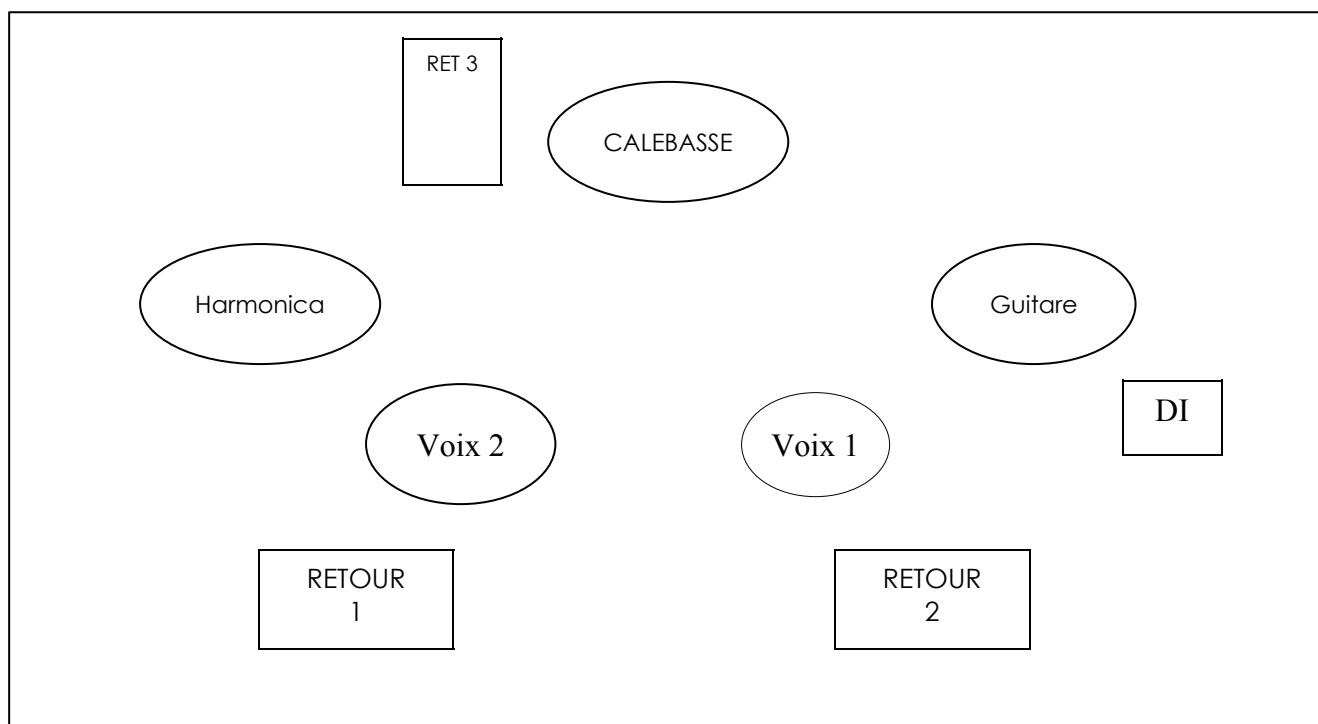 RET 3
CALEBASSE
Harmonica
Guitare
DI
Voix 2
Voix 1
RETOUR
1
RETOUR
2